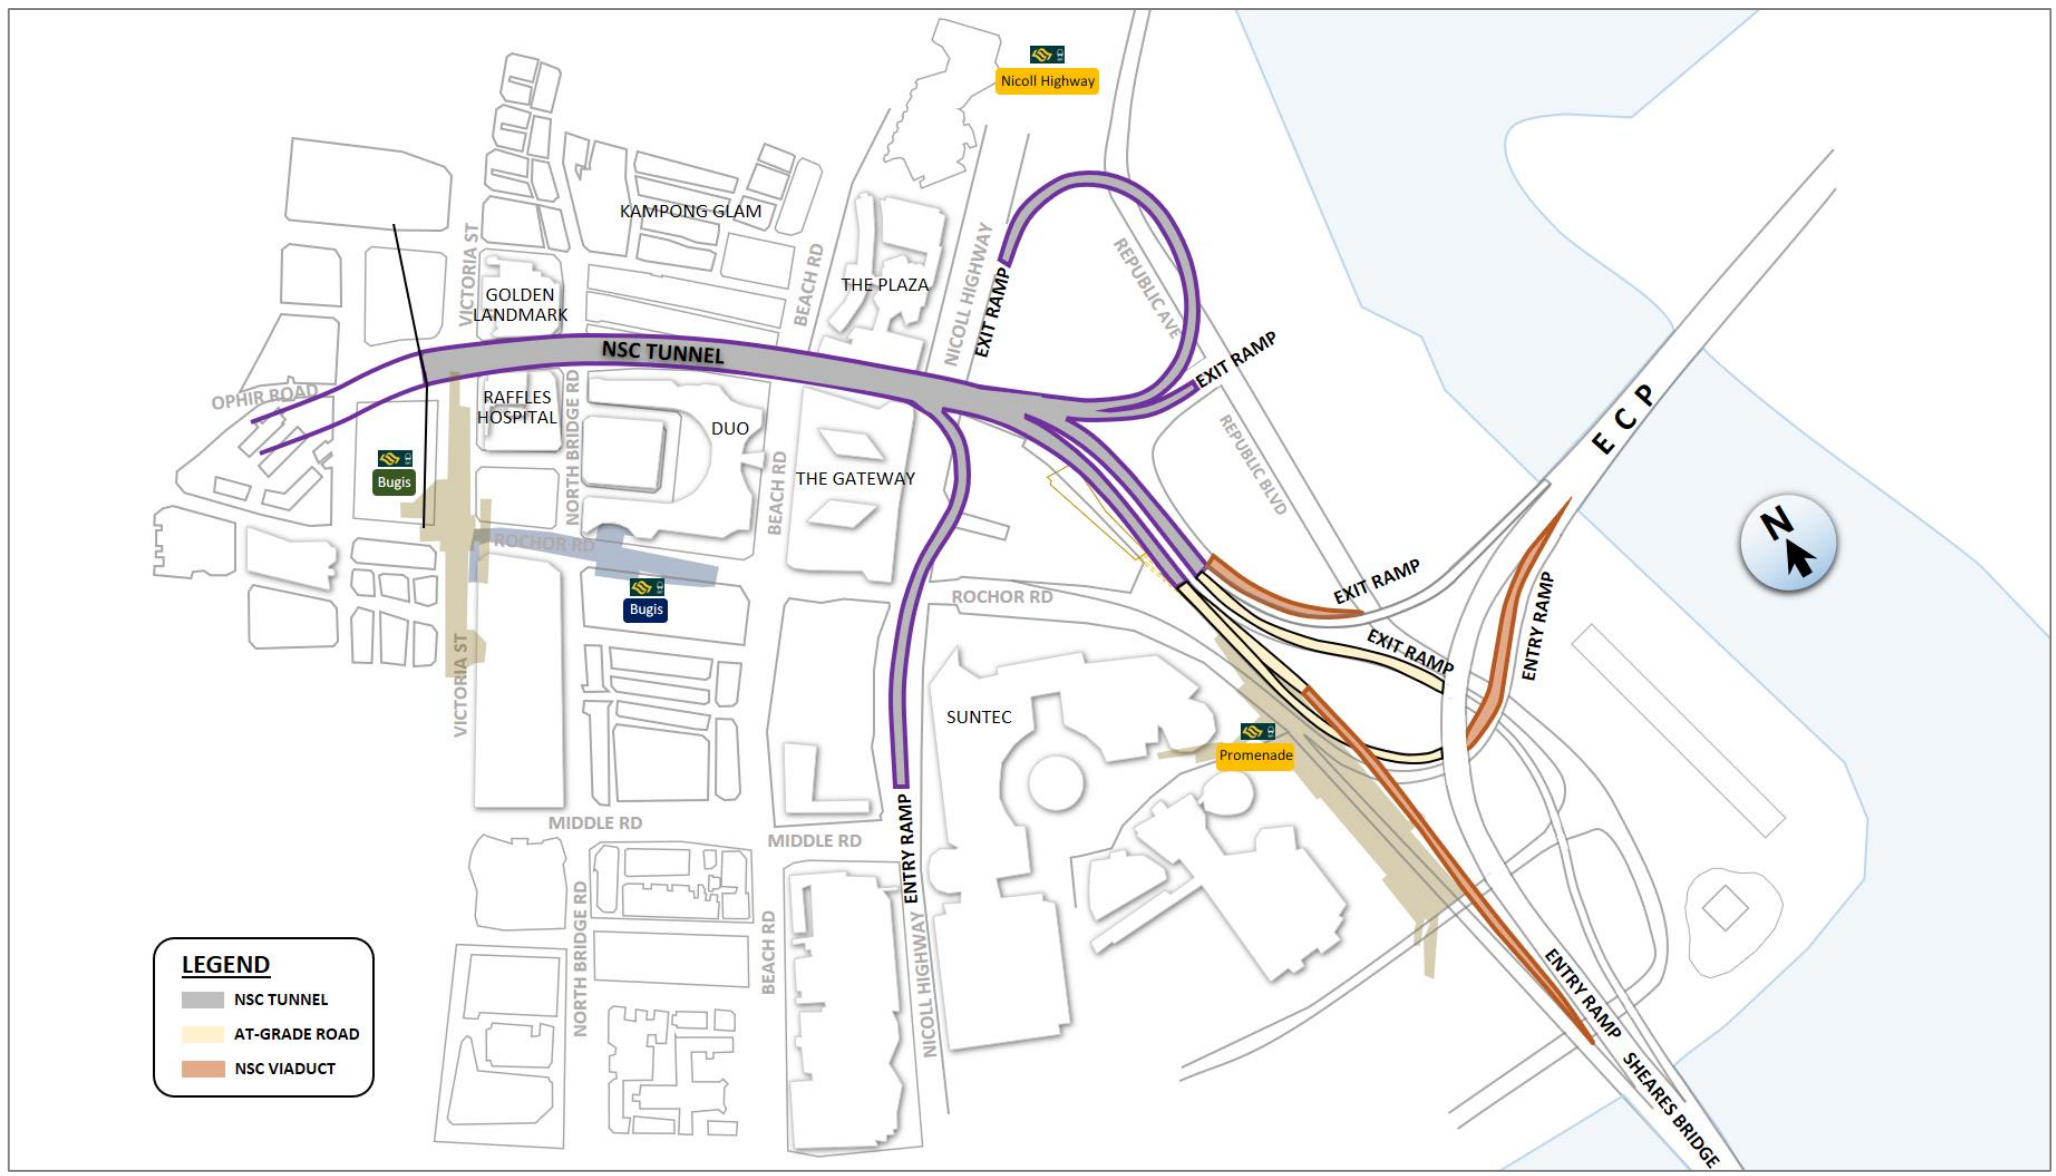 Nicoll Highway
KAMPONG GLAM
VICTORIA ST
BEACH RD
THE PLAZA
NICOLL HIGHWAY
EXIT RAMP
REPUBLIC AVE
GOLDEN
LANDMARK
NSC TUNNEL
EXIT RAMP
OPHIR ROAD
RAFFLES
HOSPITAL
NORTH BRIDGE RD
DUO
ECP
REPUBLIC BLVD
Bugis
BEACH RD
THE GATEWAY
N
ROCHOR RD
Bugis
ROCHOR RD
EXIT RAMP
ENTRY RAMP
EXIT RAMP
VICTORIA ST
SUNTEC
Promenade
MIDDLE RD
MIDDLE RD
ENTRY RAMP
NORTH BRIDGE RD
BEACH RD
NICOLL HIGHWAY
ENTRY RAMP
SHEARES BRIDGE
LEGEND
NSC TUNNEL
AT-GRADE ROAD
NSC VIADUCT